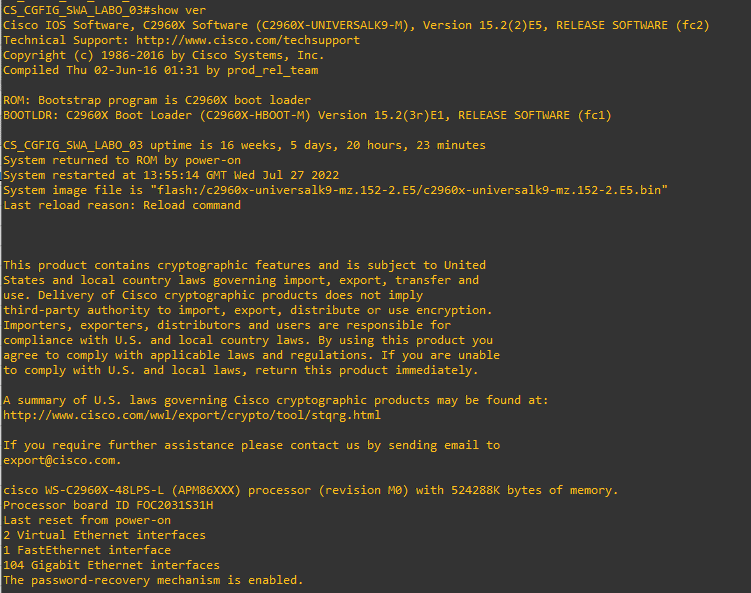 CS_CGFIG_SWA_LABO_03#show ver
Cisco IOS Software, C2960X Software (C2960X-UNIVERSALK9-M), Version 15.2(2)E5, RELEASE SOFTWARE (fc2)
Technical Support: http://www.cisco.com/techsupport
Copyright (c) 1986-2016 by Cisco Systems, Inc.
Compiled Thu 02-Jun-16 01:31 by prod_rel_team
ROM: Bootstrap program is C2960X boot loader
BOOTLDR: C2960X Boot Loader (C2960X-HBOOT-M) Version 15.2(3r)E1, RELEASE SOFTWARE (fc1)
CS_CGFIG_SWA_LABO_03 uptime is 16 weeks, 5 days, 20 hours, 23 minutes
System returned to ROM by power-on
System restarted at 13:55:14 GMT Wed Jul 27 2022
System image file is "flash:/c2960x-universalk9-mz.152-2.E5/c2960x-universalk9-mz.152-2.E5.bin"
Last reload reason: Reload command
This product contains cryptographic features and is subject to United
States and local country laws governing import, export, transfer and
use. Delivery of Cisco cryptographic products does not imply
third-party authority to import, export, distribute or use encryption.
Importers, exporters, distributors and users are responsible for
compliance with U.S. and local country laws. By using this product you
agree to comply with applicable laws and regulations. If you are unable
to comply with U.S. and local laws, return this product immediately.
A summary of U.S. laws governing Cisco cryptographic products may be found at:
http://www.cisco.com/wwl/export/crypto/tool/stqrg.html
If you require further assistance please contact us by sending email to
export@cisco.com.
cisco WS-C2960X-48LPS-L (APM86XXX) processor (revision M0) with 524288K bytes of memory.
Processor board ID FOC2031S31H
Last reset from power-on
2 Virtual Ethernet interfaces
1 FastEthernet interface
104 Gigabit Ethernet interfaces
The password-recovery mechanism is enabled.